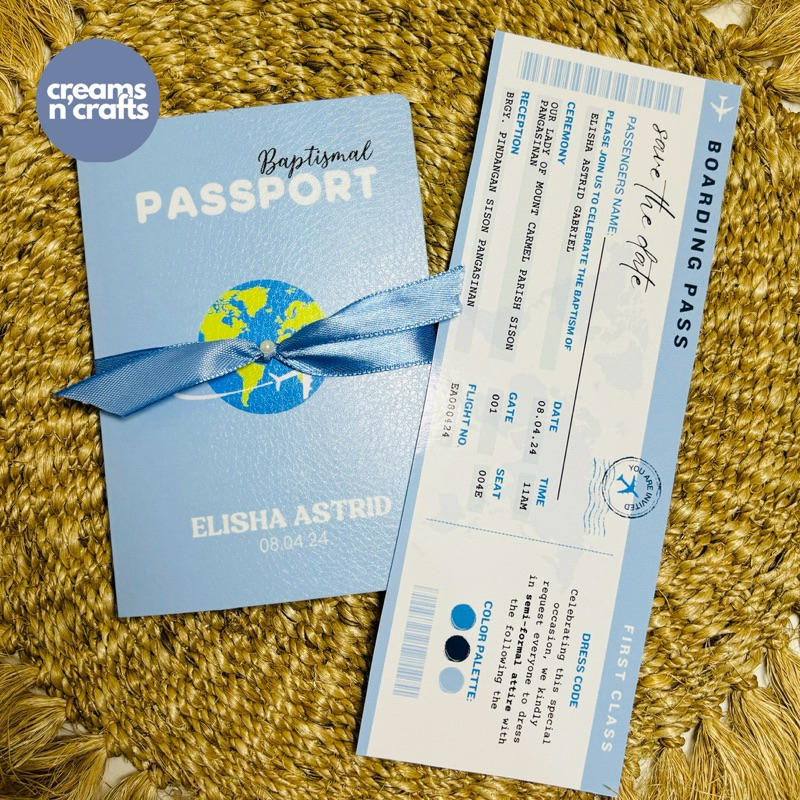 creams
n'crafts
Baptismal
PASSPORT
ELISHA ASTRID
08.04.24
BOARDING PASS
FIRST CLASS
save the date
PASSENGERS NAME:
PLEASE JOIN US TO CELEBRATE THE BAPTISM OF
ELISHA ASTRID GABRIEL
CEREMONY
OUR LADY OF MOUNT CARMEL PARISH SISON
PANGASINAN
RECEPTION
BRGY. PINDANGAN SISON PANGASINAN
DATE
08.04.24
TIME
11AM
GATE
001
SEAT
004E
FLIGHT NO.
EA080424
YOU ARE INVITED
DRESS CODE
Celebrating this special
occasion, we kindly
request everyone to dress
in semi-formal attire with
the following the
COLOR PALETTE: